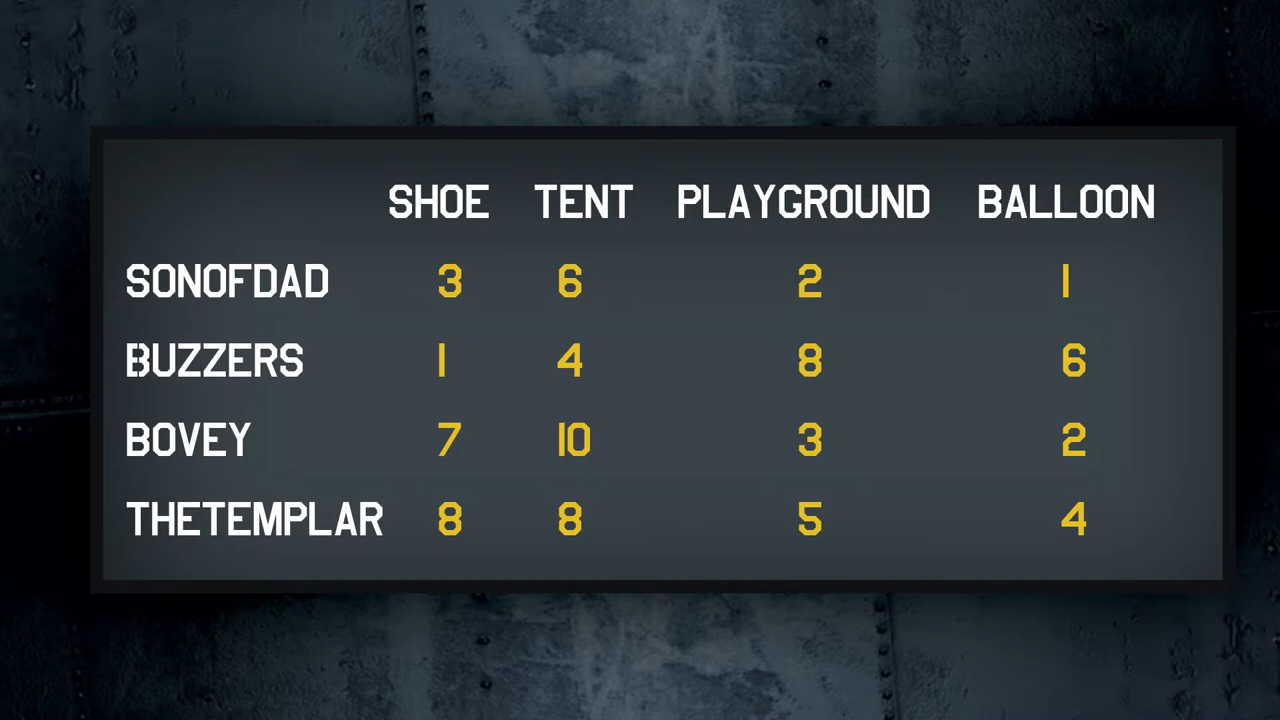 SHOE TENT PLAYGROUND BALLOON
SONOFDAD 3 6 2 1
BUZZERS 1 4 8 6
BOVEY 7 10 3 2
THETEMPLAR 8 8 5 4